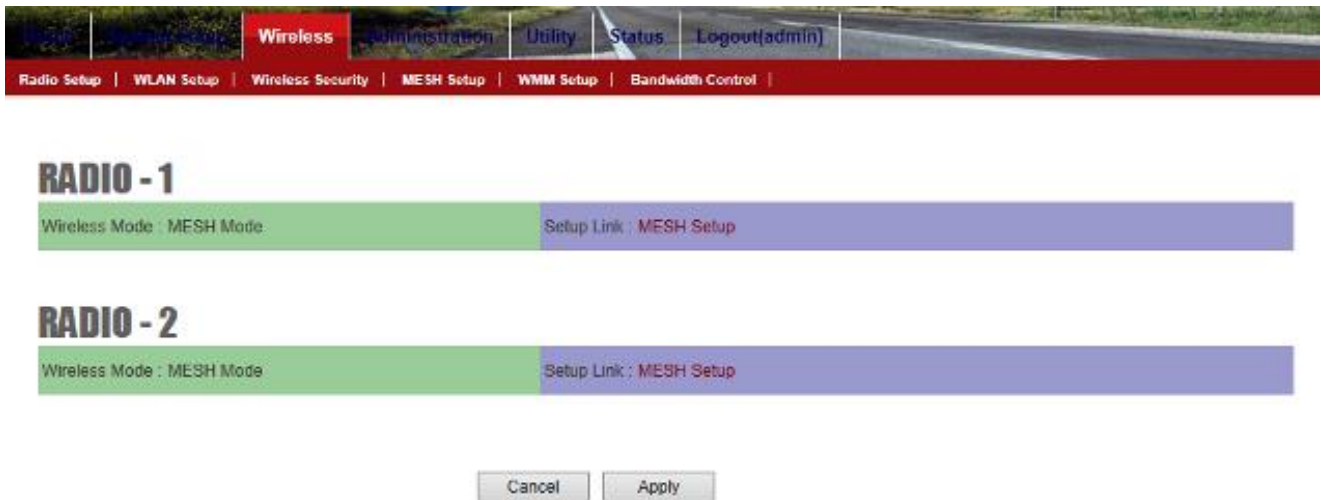 Wireless Administration Utility Status Logout(admin)
Radio Setup | WLAN Setup | Wireless Security | MESH Setup | WMM Setup | Bandwidth Control |
RADIO - 1
Wireless Mode : MESH Mode Setup Link : MESH Setup
RADIO - 2
Wireless Mode : MESH Mode Setup Link : MESH Setup
Cancel Apply